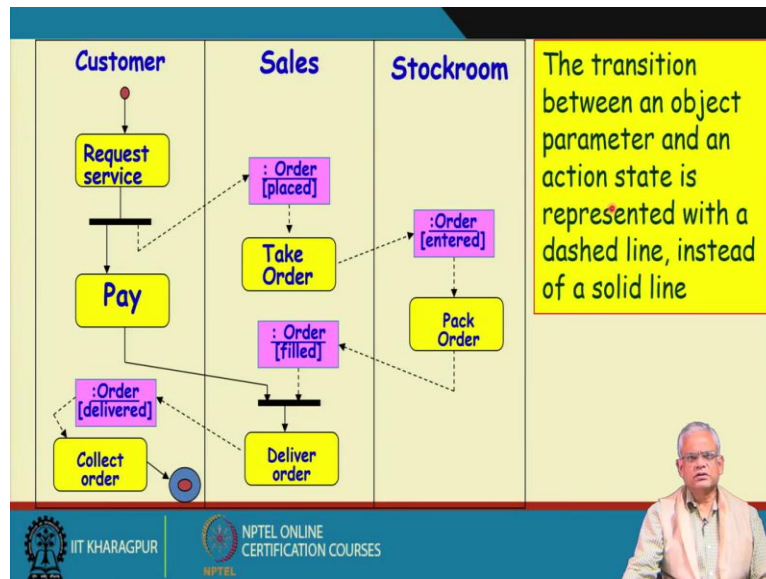 Customer
Sales
Stockroom
Request
service
: Order
[placed]
:Order
[entered]
Take
Order
Pay
Pack
Order
: Order
[filled]
:Order
[delivered]
Collect
order
Deliver
order
The transition
between an object
parameter and an
action state is
represented with a
dashed line, instead
of a solid line
IIT KHARAGPUR
NPTEL
NPTEL ONLINE
CERTIFICATION COURSES